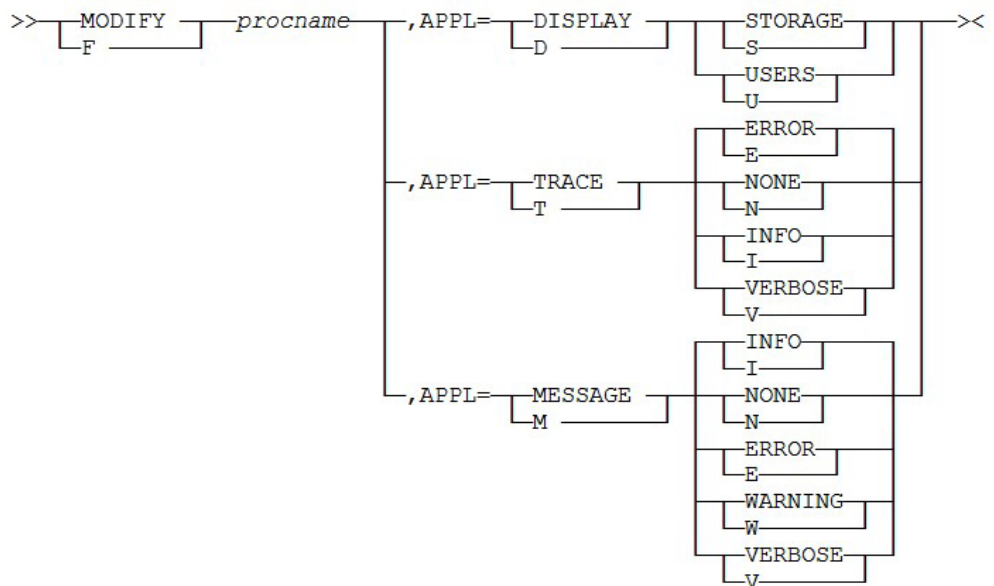 >> MODIFY procname ,APPL= DISPLAY STORAGE ><
F D S
USERS
U
ERROR
E
,APPL= TRACE NONE
T N
INFO
I
VERBOSE
V
INFO
I
,APPL= MESSAGE NONE
M N
ERROR
E
WARNING
W
VERBOSE
V